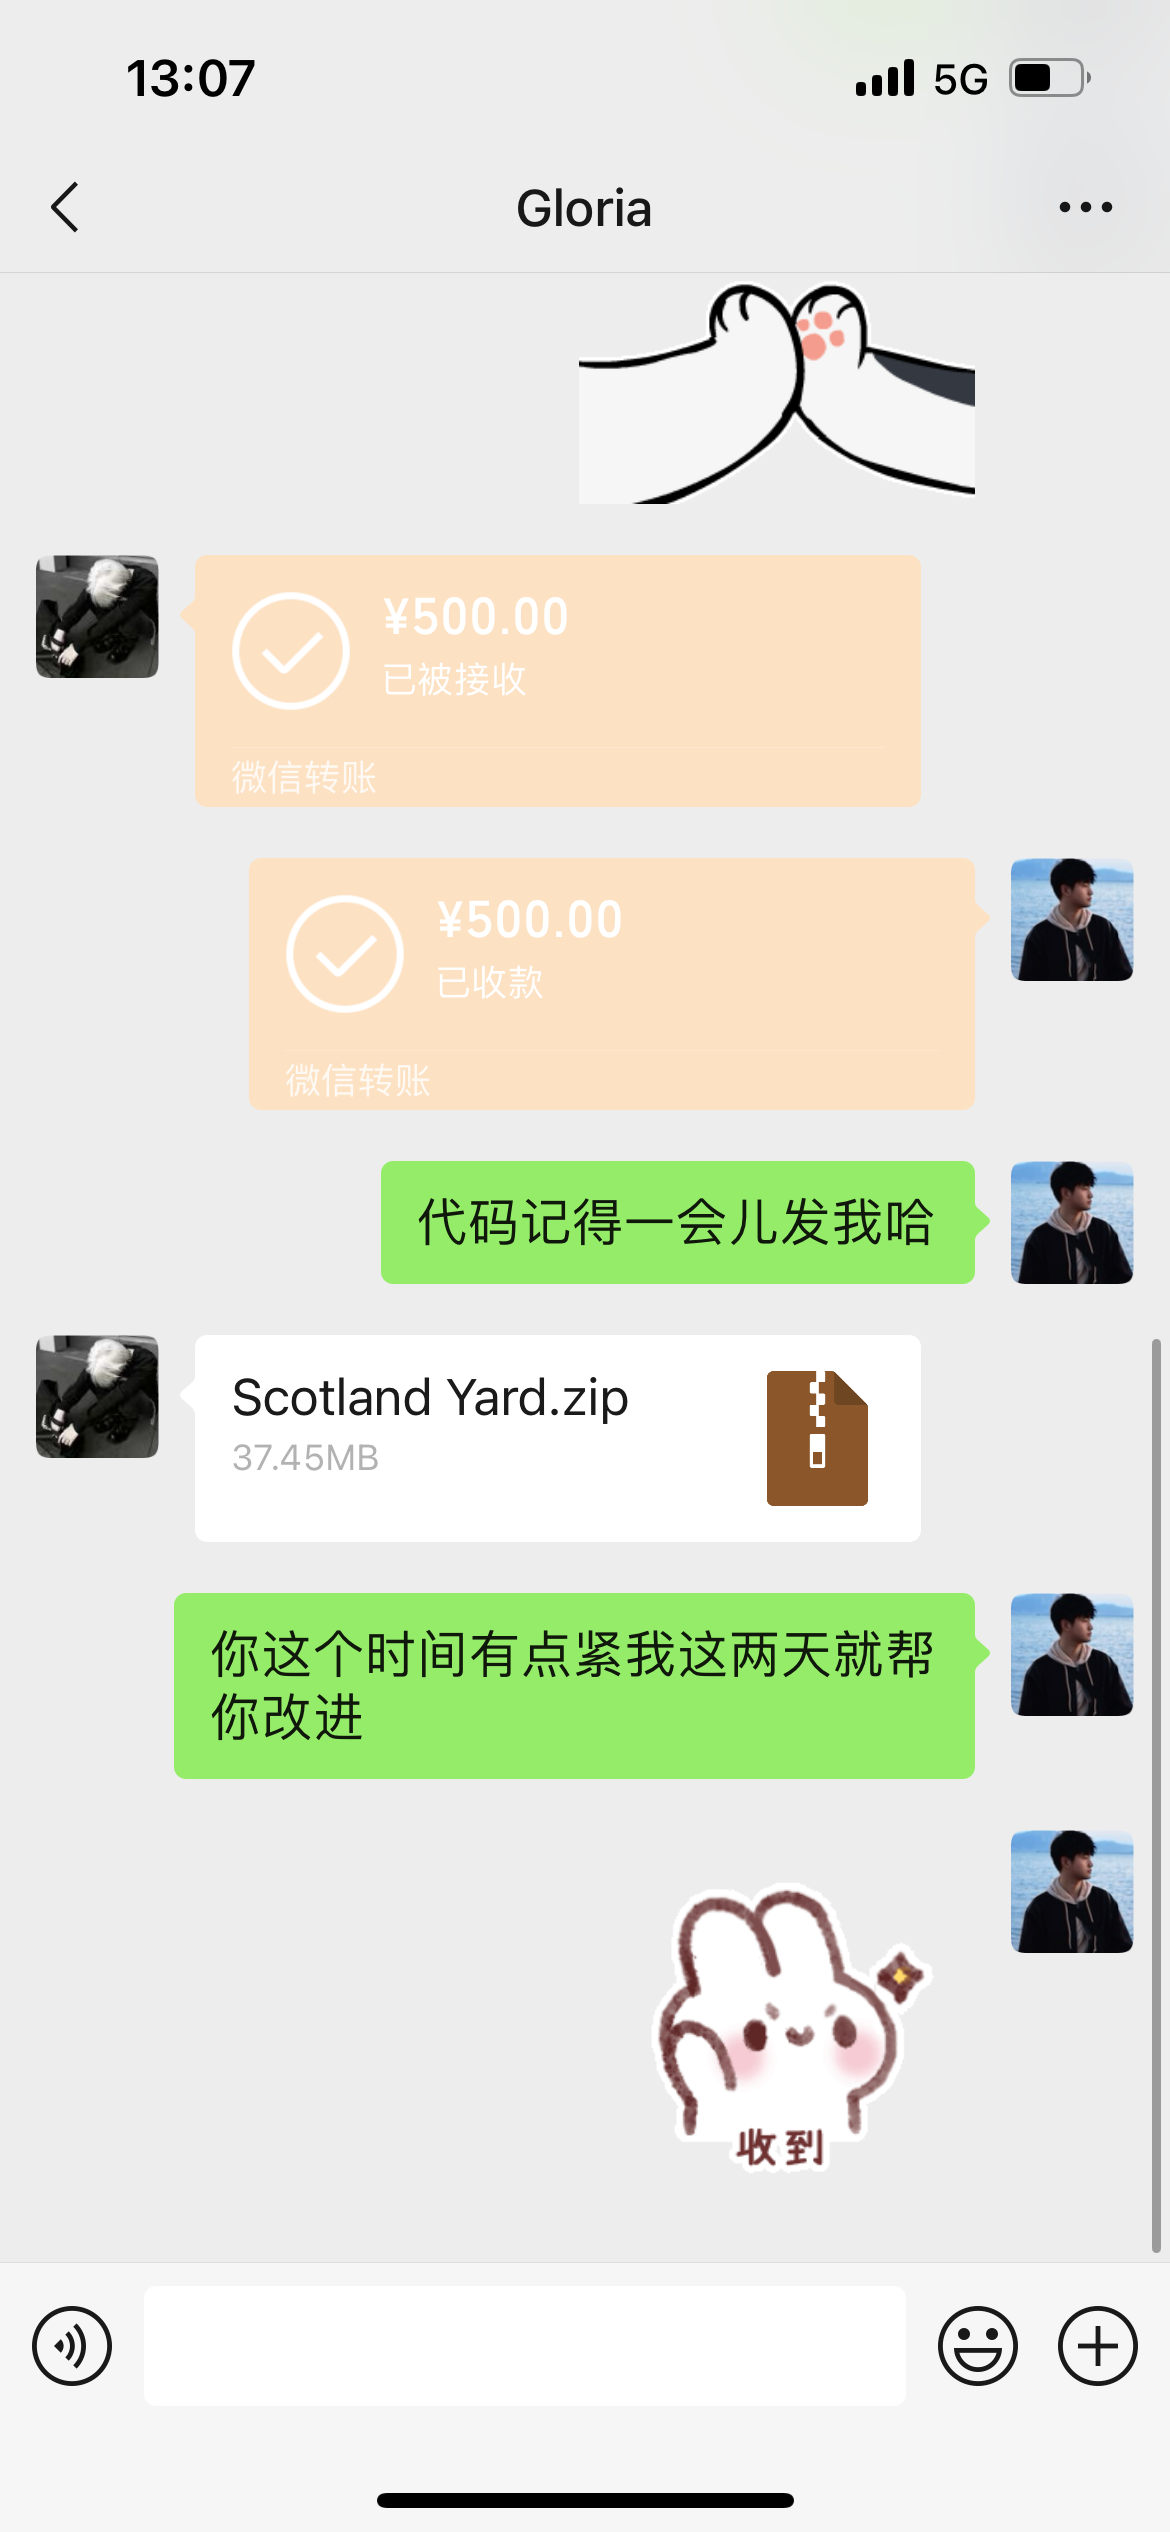 13:07
5G
Gloria
¥500.00
已被接收
微信转账
¥500.00
已收款
微信转账
代码记得一会儿发我哈
Scotland Yard.zip
37.45MB
你这个时间有点紧我这两天就帮
你改进
收到